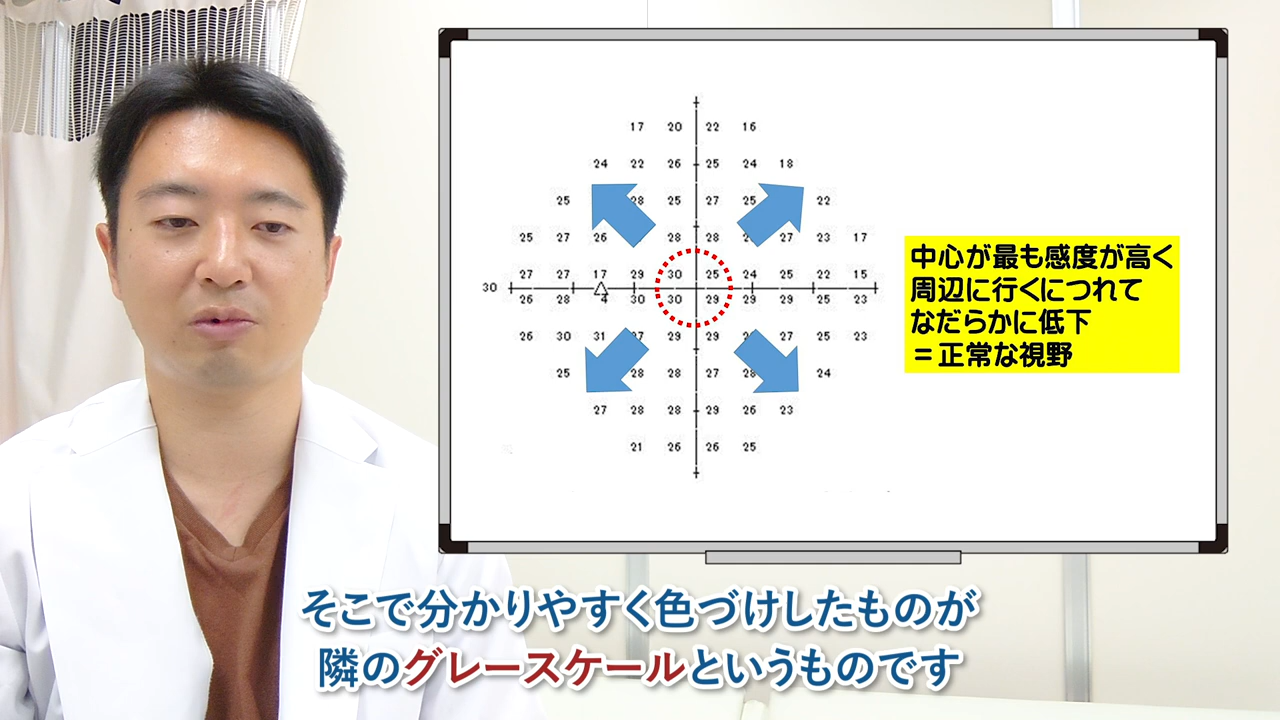 17 20 22 16
24 22 26 25 24 18
25 28 25 27 25 22
25 27 26 28 28 27 23 17
27 27 17 29 30 25 24 25 22 15
30
26 28 4 30 30 29 29 29 25 23
26 30 31 27 29 29 25 23
25 28 28 27 28 24
27 28 28 29 26 23
21 26 26 25
中心が最も感度が高く
周辺に行くにつれて
なだらかに低下
＝正常な視野
そこで分かりやすく色づけしたものが
隣のグレースケールというものです